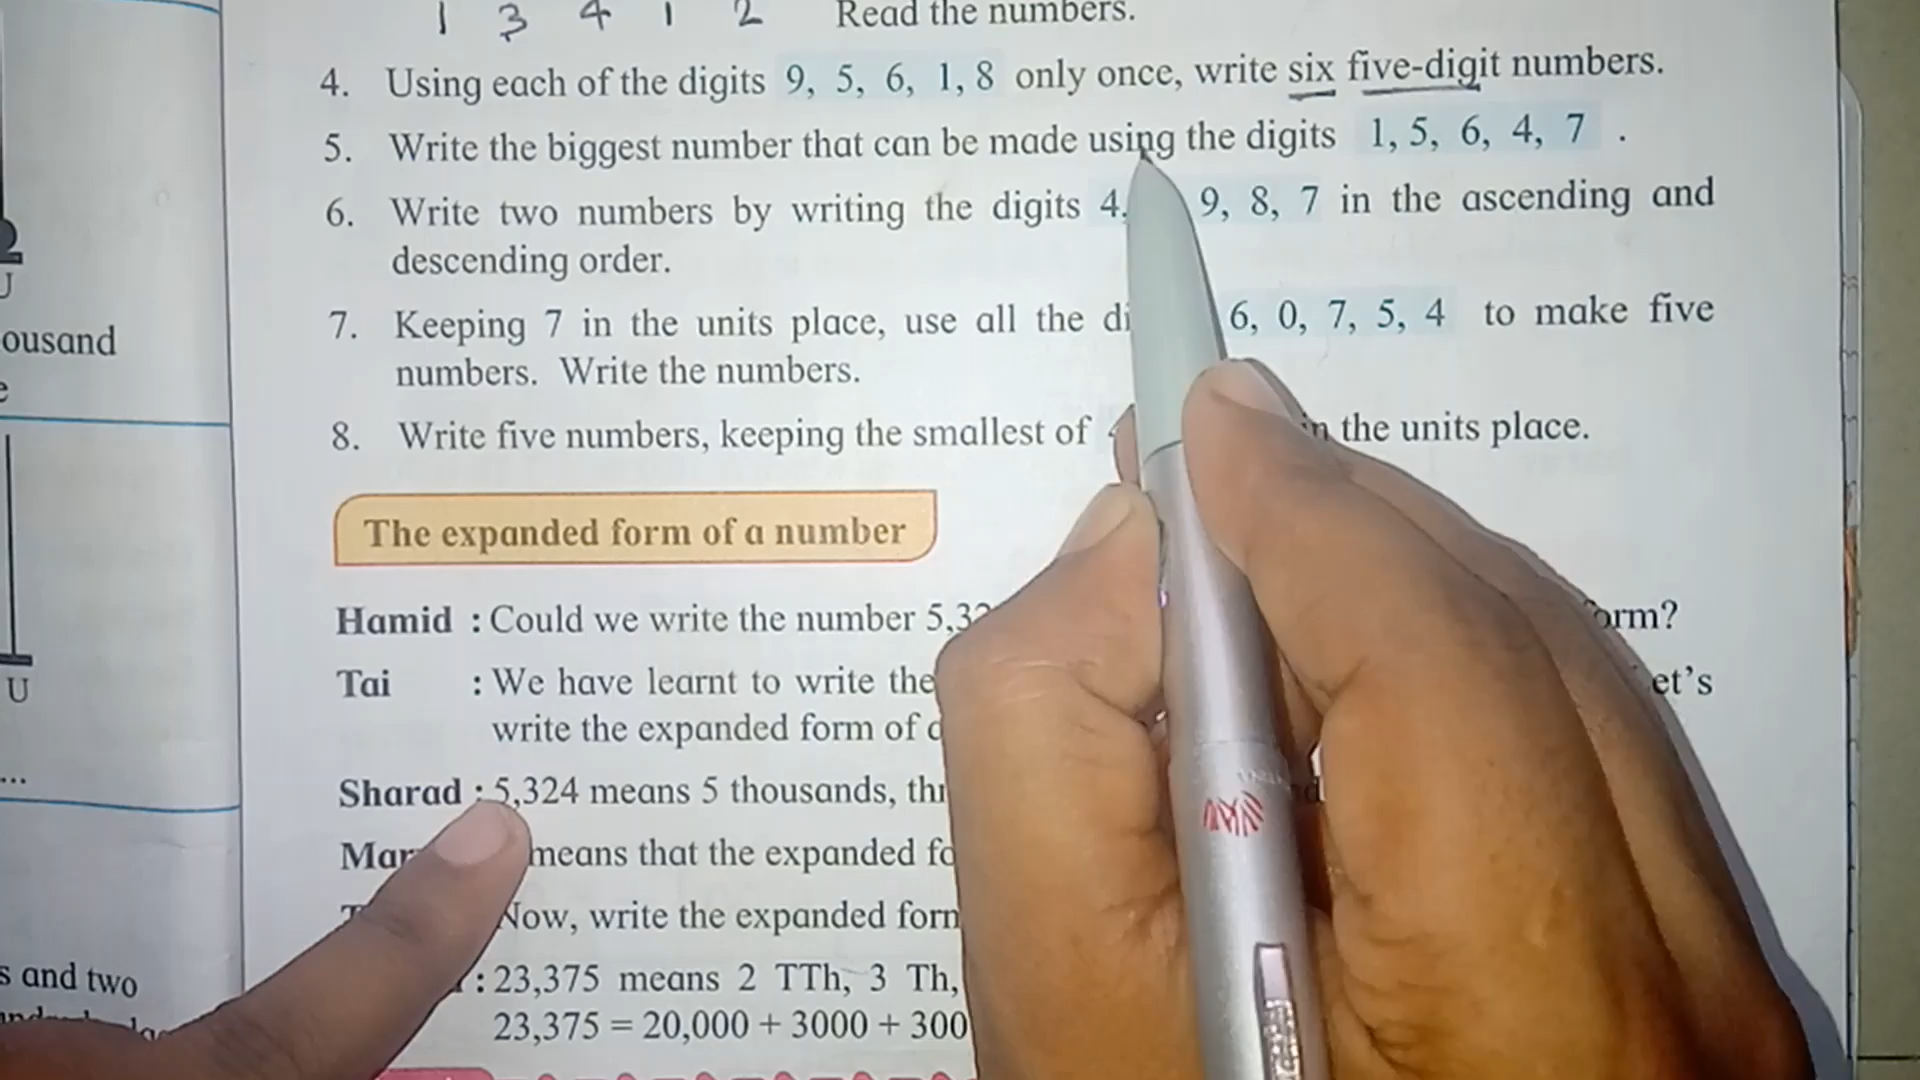 1 3 4 1 2 Read the numbers.
4. Using each of the digits 9, 5, 6, 1, 8 only once, write six five-digit numbers.
5. Write the biggest number that can be made using the digits 1, 5, 6, 4, 7 .
6. Write two numbers by writing the digits 4, 9, 8, 7 in the ascending and
descending order.
7. Keeping 7 in the units place, use all the 6, 0, 7, 5, 4 to make five
numbers. Write the numbers.
8. Write five numbers, keeping the smallest of in the units place.
The expanded form of a number
Hamid : Could we write the number
Tai : We have learnt to write the
write the expanded form of
Sharad : 5,324 means 5 thousands,
means that the expanded
Now, write the expanded
: 23,375 means 2 TTh, 3 Th,
23,375 = 20,000 + 3000 + 300
ousand
U
s and two